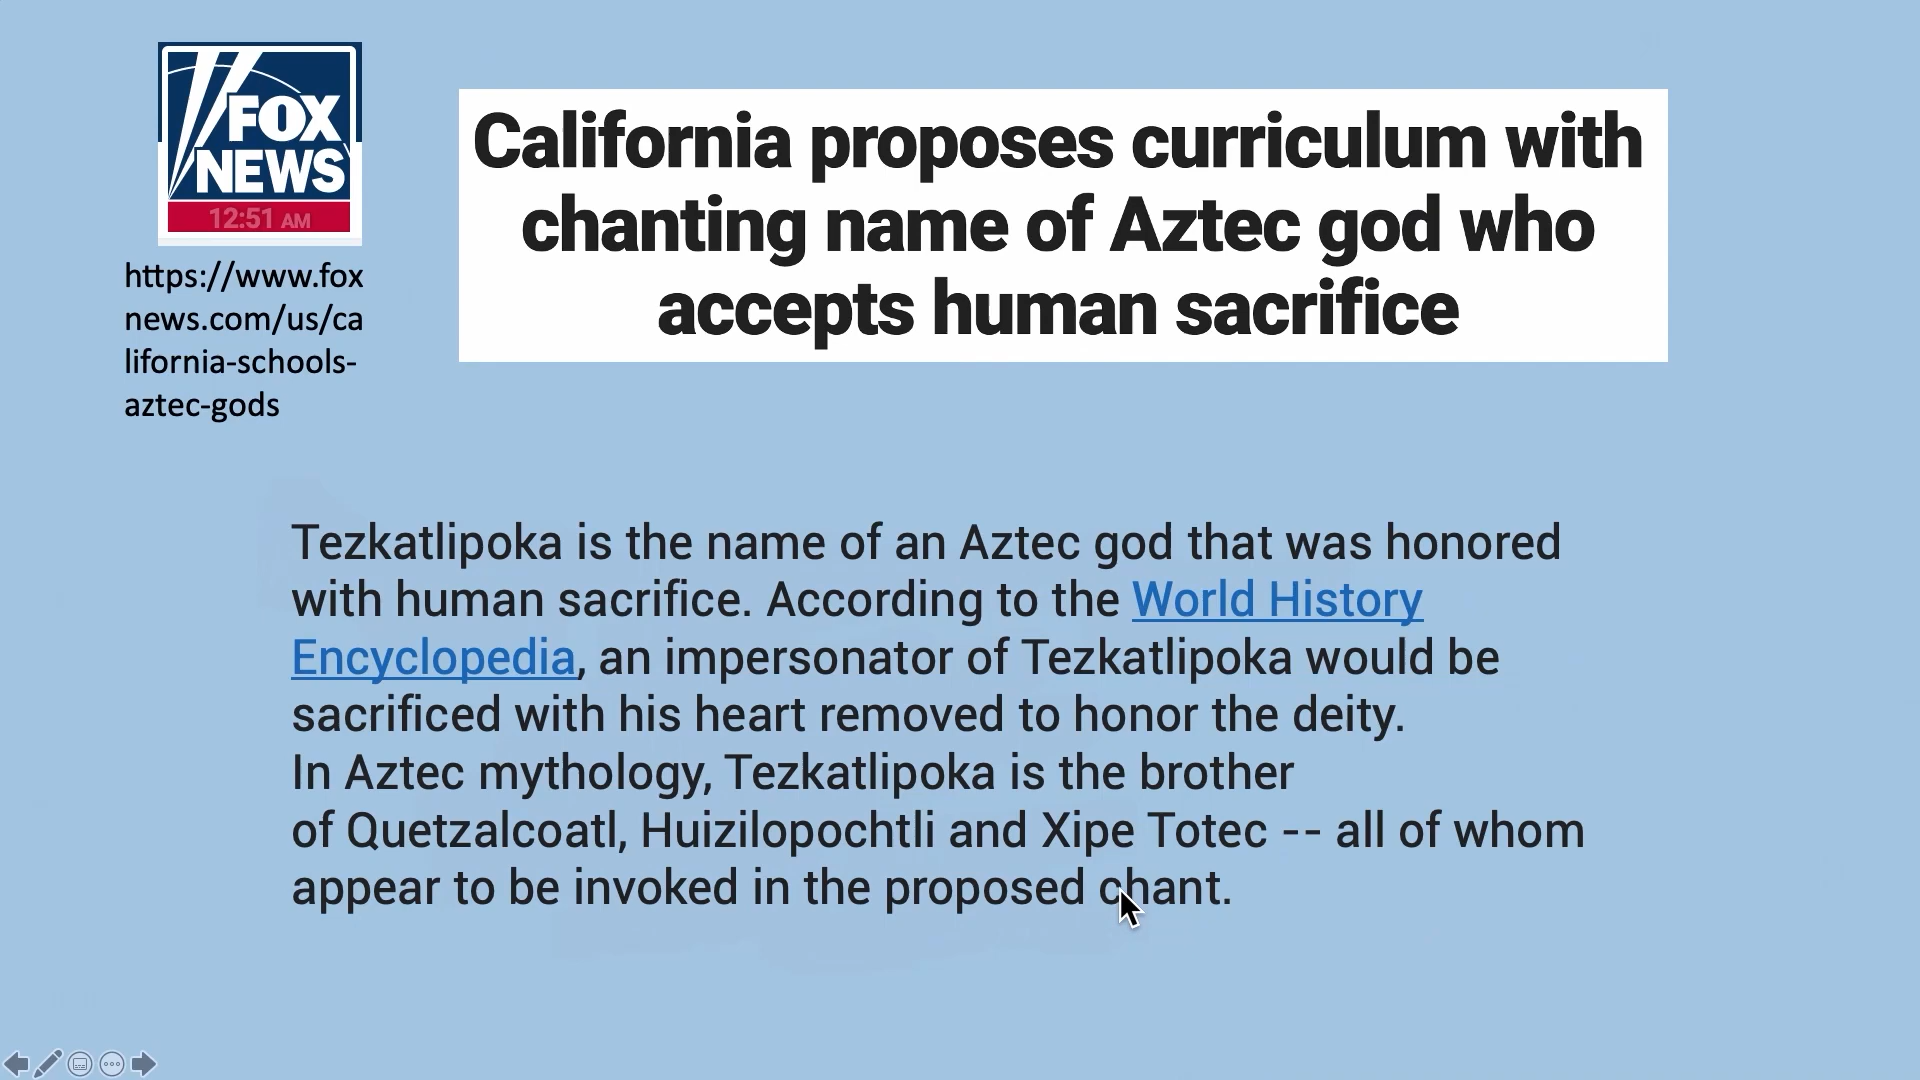 FOX
NEWS
12:51 AM
https://www.fox
news.com/us/ca
lifornia-schools-
aztec-gods
California proposes curriculum with
chanting name of Aztec god who
accepts human sacrifice
Tezkatlipoka is the name of an Aztec god that was honored
with human sacrifice. According to the World History
Encyclopedia, an impersonator of Tezkatlipoka would be
sacrificed with his heart removed to honor the deity.
In Aztec mythology, Tezkatlipoka is the brother
of Quetzalcoatl, Huizilopochtli and Xipe Totec -- all of whom
appear to be invoked in the proposed chant.